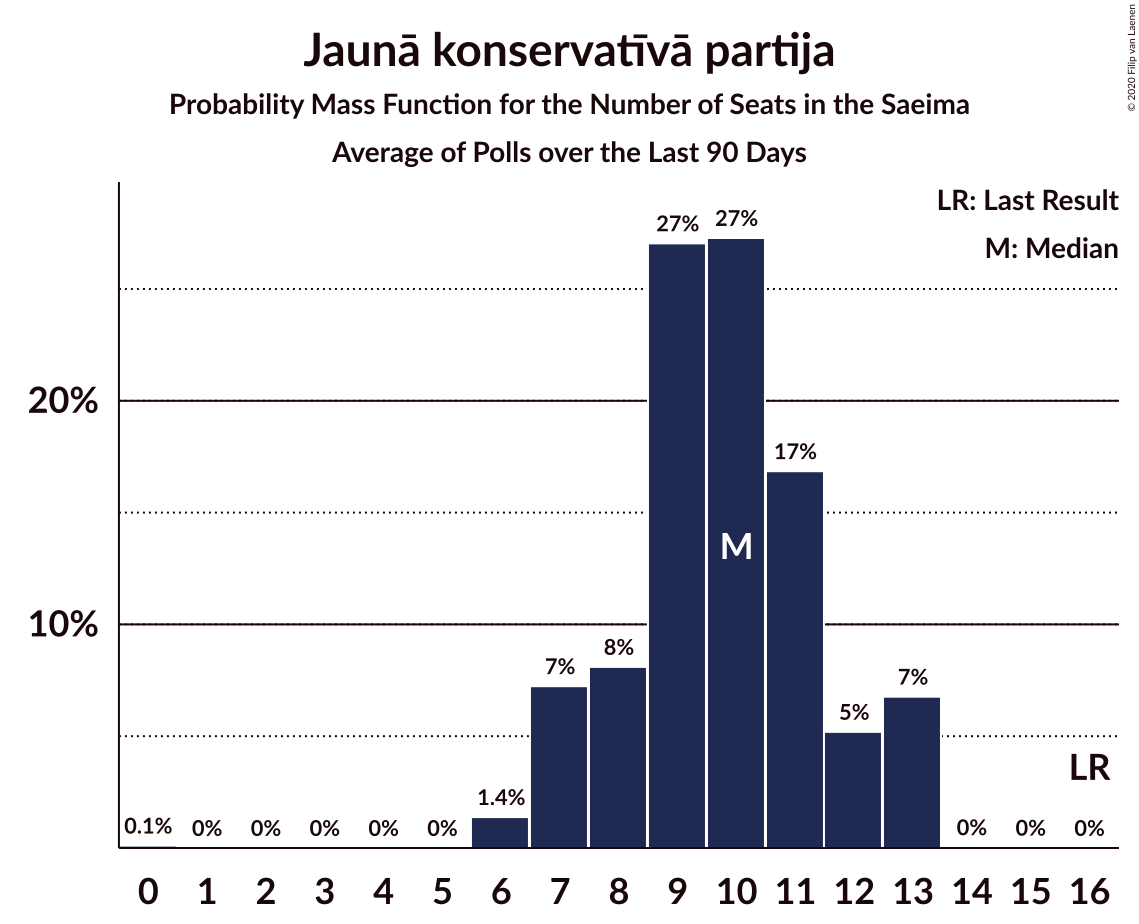 Jaunā konservatīvā partija
Probability Mass Function for the Number of Seats in the Saeima
Average of Polls over the Last 90 Days
© 2020 Filip van Laenen
LR: Last Result
M: Median
27% 27%
20%
17%
M
10%
8%
7%
7%
5%
LR
1.4%
0.1% 0% 0% 0% 0% 0% 0% 0% 0%
0 1 2 3 4 5 6 7 8 9 10 11 12 13 14 15 16